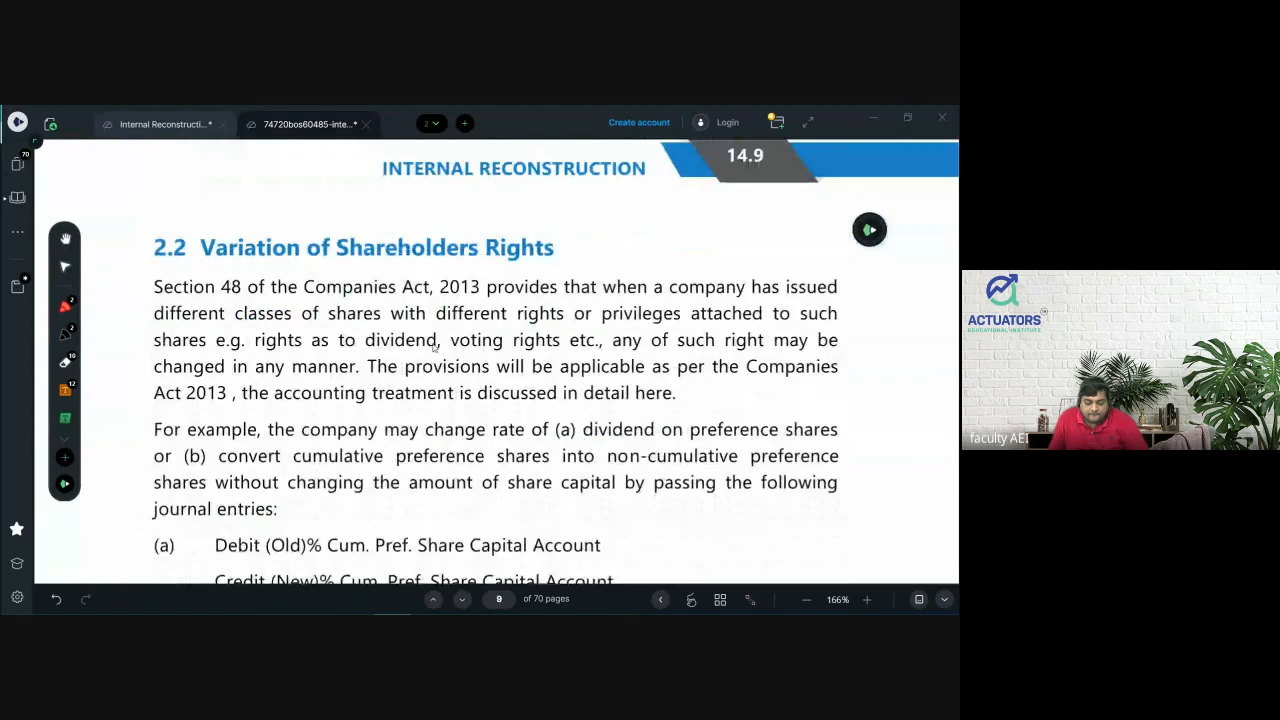 Internal Reconstructi...*
74720bos60485-inte...*
2
Create account
Login
70
INTERNAL RECONSTRUCTION
14.9
2.2 Variation of Shareholders Rights
Section 48 of the Companies Act, 2013 provides that when a company has issued
different classes of shares with different rights or privileges attached to such
shares e.g. rights as to dividend, voting rights etc., any of such right may be
changed in any manner. The provisions will be applicable as per the Companies
Act 2013 , the accounting treatment is discussed in detail here.
For example, the company may change rate of (a) dividend on preference shares
or (b) convert cumulative preference shares into non-cumulative preference
shares without changing the amount of share capital by passing the following
journal entries:
(a) Debit (Old)% Cum. Pref. Share Capital Account
Credit (New)% Cum. Pref. Share Capital Account
2
2
10
12
9 of 70 pages
166%
ACTUATORS
EDUCATIONAL INSTITUTE
faculty AEI